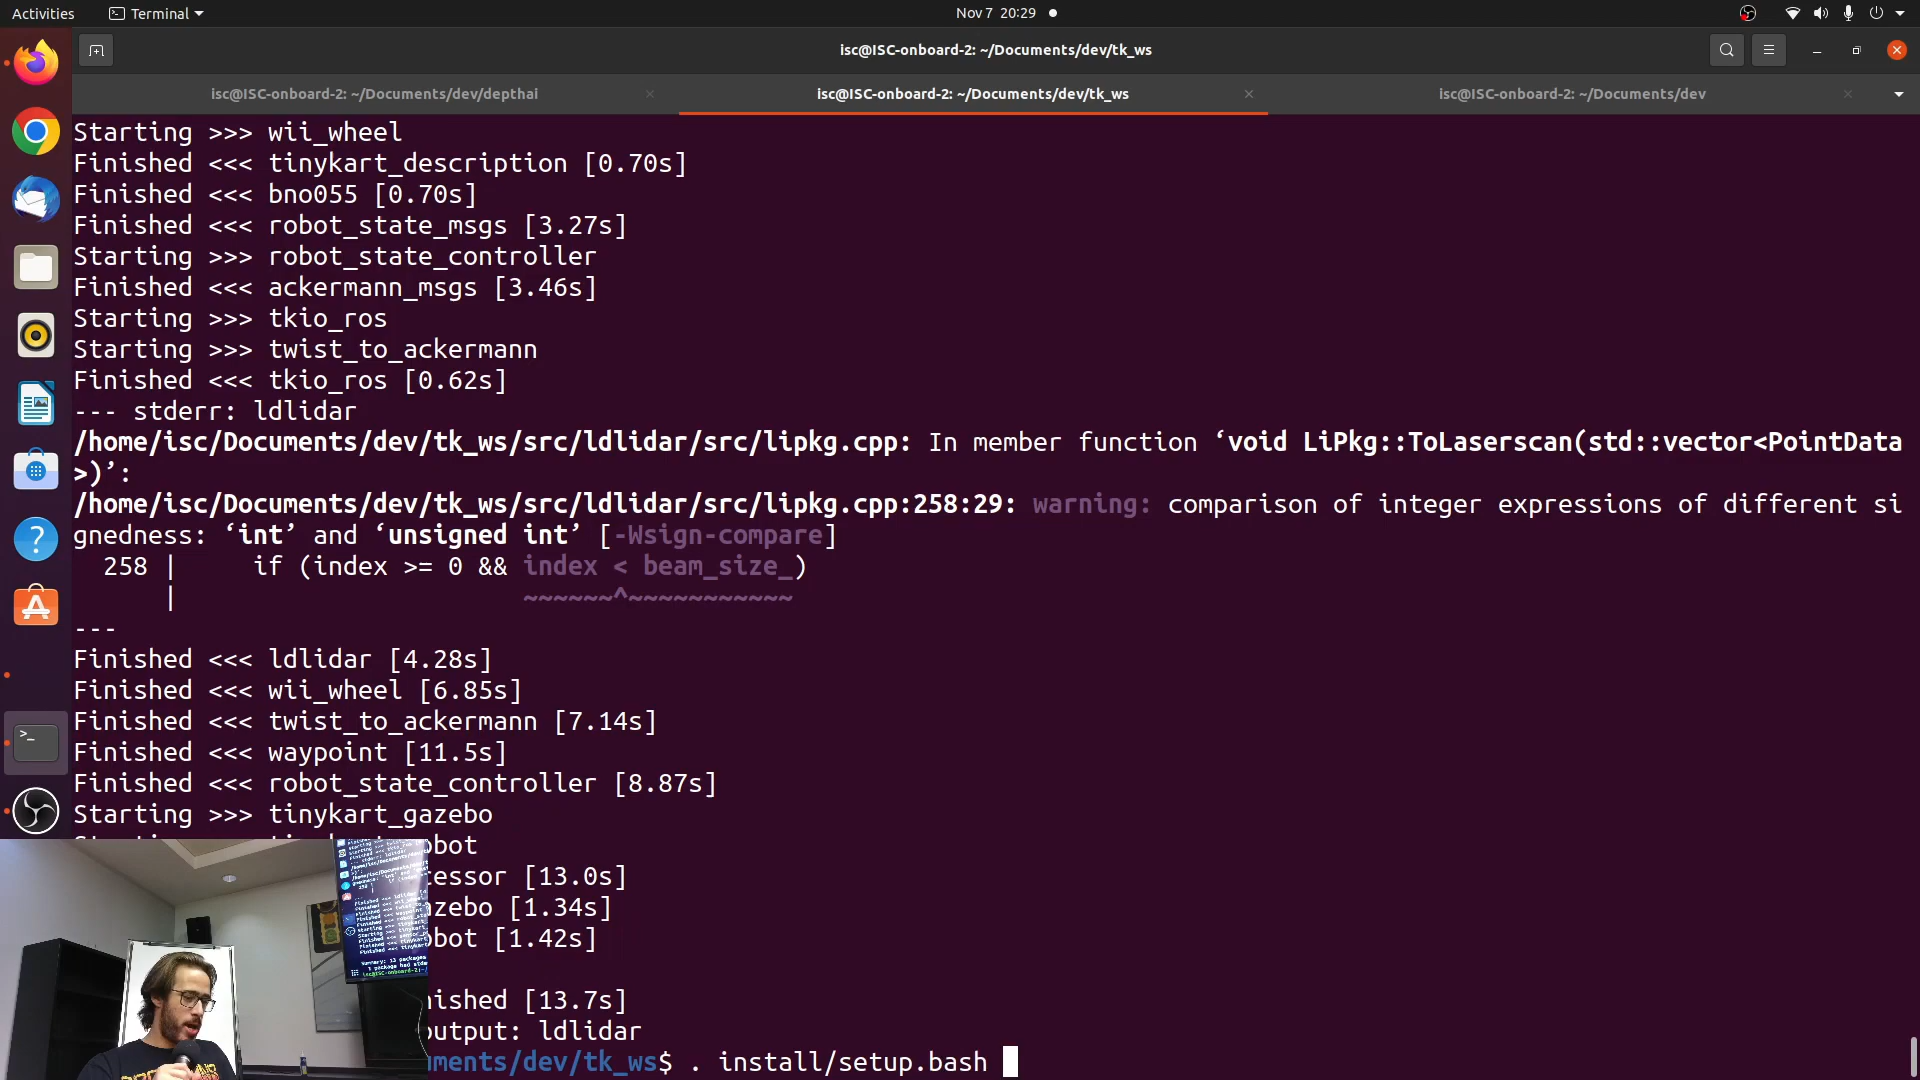 Activities
Terminal
Nov 7 20:29
isc@ISC-onboard-2: ~/Documents/dev/tk_ws
isc@ISC-onboard-2: ~/Documents/dev/depthai
isc@ISC-onboard-2: ~/Documents/dev/tk_ws
isc@ISC-onboard-2: ~/Documents/dev
Starting >>> wii_wheel
Finished <<< tinykart_description [0.70s]
Finished <<< bno055 [0.70s]
Finished <<< robot_state_msgs [3.27s]
Starting >>> robot_state_controller
Finished <<< ackermann_msgs [3.46s]
Starting >>> tkio_ros
Starting >>> twist_to_ackermann
Finished <<< tkio_ros [0.62s]
--- stderr: ldlidar
/home/isc/Documents/dev/tk_ws/src/ldlidar/src/lipkg.cpp: In member function ‘void LiPkg::ToLaserscan(std::vector<PointData
>)’:
/home/isc/Documents/dev/tk_ws/src/ldlidar/src/lipkg.cpp:258:29: warning: comparison of integer expressions of different si
gnedness: ‘int’ and ‘unsigned int’ [-Wsign-compare]
258 | if (index >= 0 && index < beam_size_)
| ~~~~~~^~~~~~~~~~~~
---
Finished <<< ldlidar [4.28s]
Finished <<< wii_wheel [6.85s]
Finished <<< twist_to_ackermann [7.14s]
Finished <<< waypoint [11.5s]
Finished <<< robot_state_controller [8.87s]
Starting >>> tinykart_gazebo
obot
essor [13.0s]
azebo [1.34s]
obot [1.42s]
nished [13.7s]
output: ldlidar
uments/dev/tk_ws$ . install/setup.bash